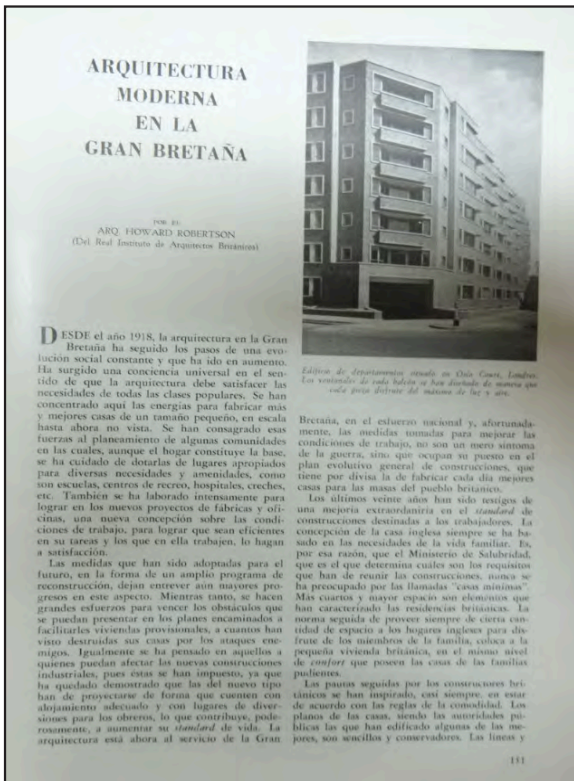 ARQUITECTURA
MODERNA
EN LA
GRAN BRETAÑA
POR EL
ARQ. HOWARD ROBERTSON
(Del Real Instituto de Arquitectos Británicos)
DESDE el año 1918, la arquitectura en la Gran
Bretaña ha seguido los pasos de una evo-
lución social constante y que ha ido en aumento.
Ha surgido una conciencia universal en el sen-
tido de que la arquitectura debe satisfacer las
necesidades de todas las clases populares. Se han
concentrado aquí las energías para fabricar más
y mejores casas de un tamaño pequeño, en escala
hasta ahora no vista. Se han consagrado esas
fuerzas al planeamiento de algunas comunidades
en las cuales, aunque el hogar constituye la base,
se ha cuidado de dotarlas de lugares apropiados
para diversas necesidades y amenidades, como
son escuelas, centros de recreo, hospitales, creches,
etc. También se ha laborado intensamente para
lograr en los nuevos proyectos de fábricas y ofi-
cinas, una nueva concepción sobre las condi-
ciones de trabajo, para lograr que sean eficientes
en su tareas y los que en ella trabajen, lo hagan
a satisfacción.
Las medidas que han sido adoptadas para el
futuro, en la forma de un amplio programa de
reconstrucción, dejan entrever aún mayores pro-
gresos en este aspecto. Mientras tanto, se hacen
grandes esfuerzos para vencer los obstáculos que
se puedan presentar en los planes encaminados a
facilitarles viviendas provisionales, a cuantos han
visto destruidas sus casas por los ataques ene-
migos. Igualmente se ha pensado en aquellos a
quienes puedan afectar las nuevas construcciones
industriales, pues éstas se han impuesto, ya que
ha quedado demostrado que las del nuevo tipo
han de proyectarse de forma que cuenten con
alojamiento adecuado y con lugares de diver-
siones para los obreros, lo que contribuye, pode-
rosamente, a aumentar su standard de vida. La
arquitectura está ahora al servicio de la Gran
Edificio de departamentos situado en Court, Londres.
Los ventanales de cada balcón se han diseñado de manera que
cada disfrute del máximo de luz y aire.
Bretaña, en el esfuerzo nacional y, afortunada-
mente, las medidas tomadas para mejorar las
condiciones de trabajo, no son un mero síntoma
de la guerra, sino que ocupan su puesto en el
plan evolutivo general de construcciones, que
tiene por divisa la de fabricar cada día mejores
casas para las masas del pueblo británico.
Los últimos veinte años han sido testigos de
una mejoría extraordinaria en el standard de
construcciones destinadas a los trabajadores. La
concepción de la casa inglesa siempre se ha ba-
sado en las necesidades de la vida familiar. Es,
por esa razón, que el Ministerio de Salubridad,
que es el que determina cuáles son los requisitos
que han de reunir las construcciones, nunca se
ha preocupado por las llamadas "casas mínimas".
Más cuartos y mayor espacio son elementos que
han caracterizado las residencias británicas. La
norma seguida de proveer siempre de cierta can-
tidad de espacio a los hogares ingleses para dis-
frute de los miembros de la familia, coloca a la
pequeña vivienda británica, en el mismo nivel
de comfort que poseen las casas de las familias
pudientes.
Las pautas seguidas por los constructores bri-
tánicos se han inspirado, casi siempre, en estar
de acuerdo con las reglas de la comodidad. Los
planos de las casas, siendo las autoridades pú-
blicas las que han edificado algunas de las me-
jores, son sencillos y conservadores. Las líneas y
151